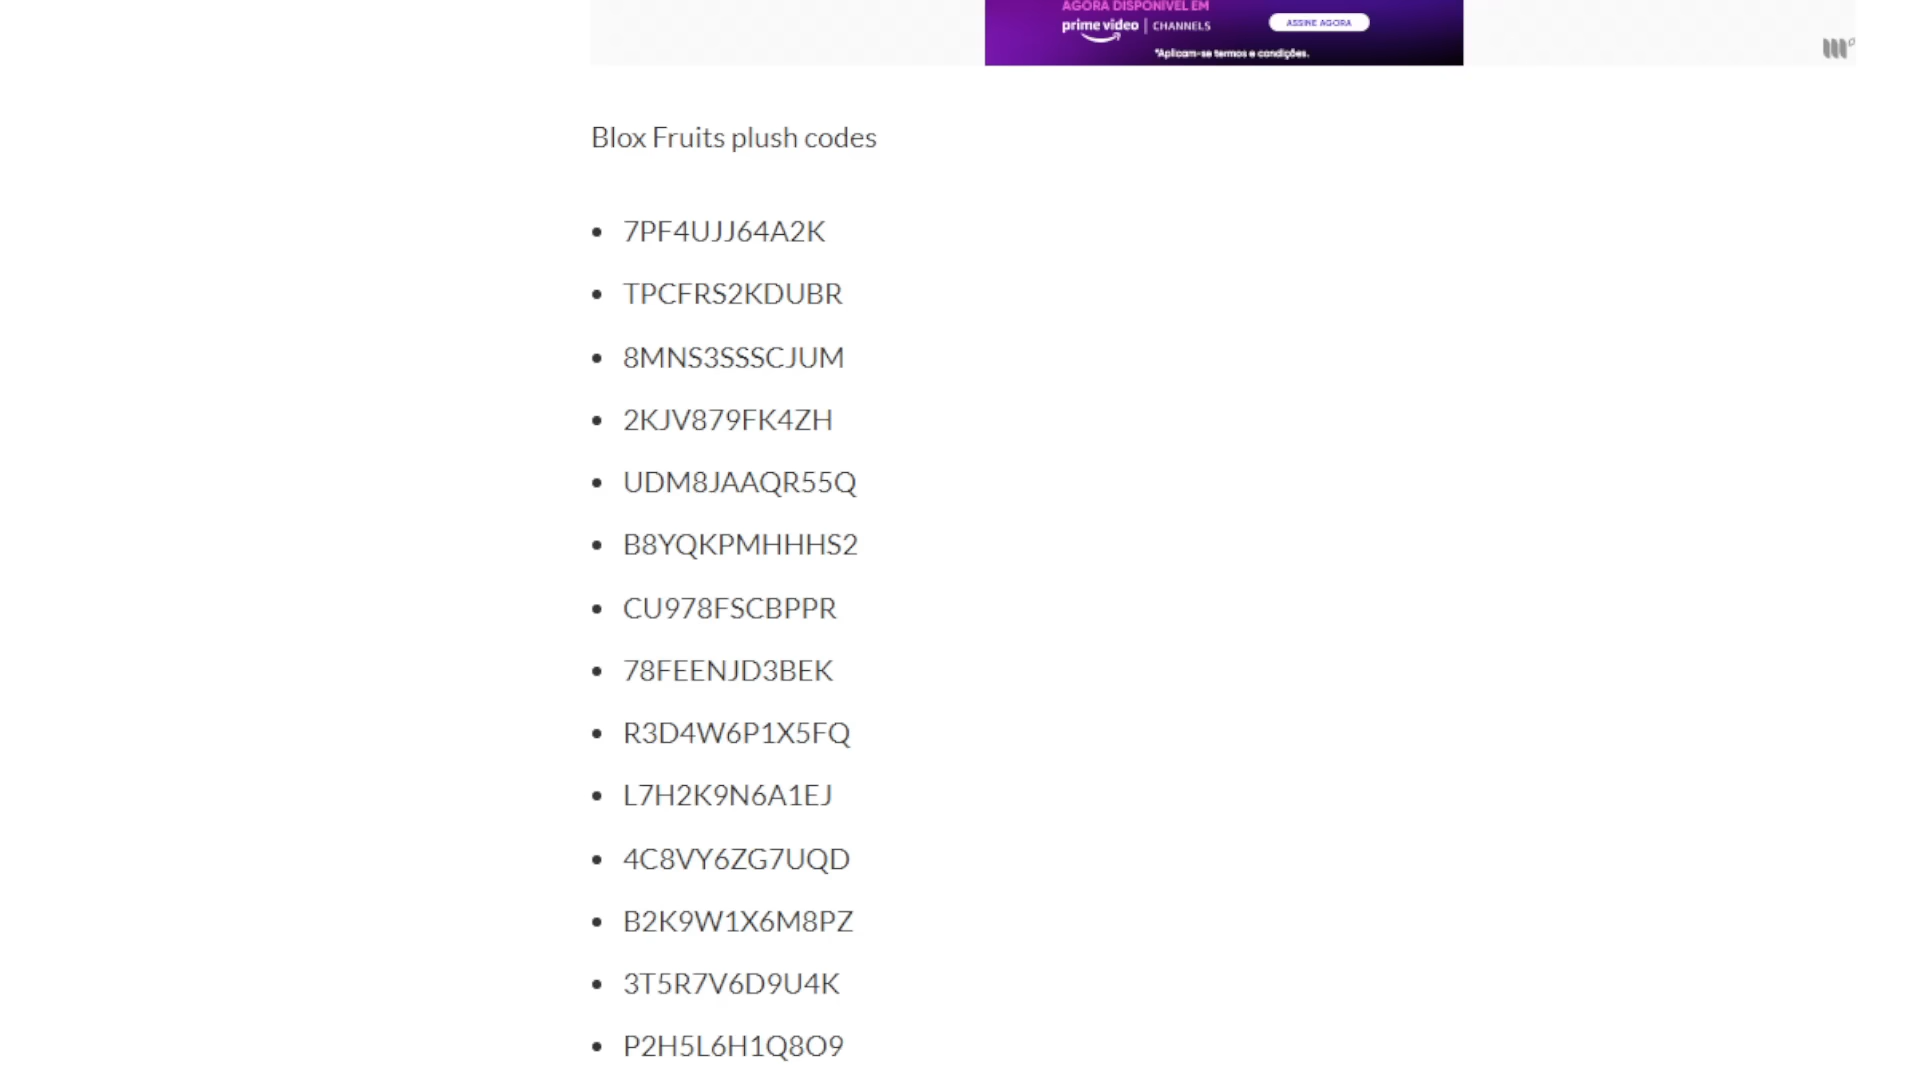 AGORA DISPONÍVEL EM
prime video | CHANNELS
ASSINE AGORA
*Aplicam-se termos e condições.
Blox Fruits plush codes
• 7PF4UJJ64A2K
• TPCFRS2KDUBR
• 8MNS3SSSCJUM
• 2KJV879FK4ZH
• UDM8JAAQR55Q
• B8YQKPMHHHS2
• CU978FSCBPPR
• 78FEENJD3BEK
• R3D4W6P1X5FQ
• L7H2K9N6A1EJ
• 4C8VY6ZG7UQD
• B2K9W1X6M8PZ
• 3T5R7V6D9U4K
• P2H5L6H1Q8O9